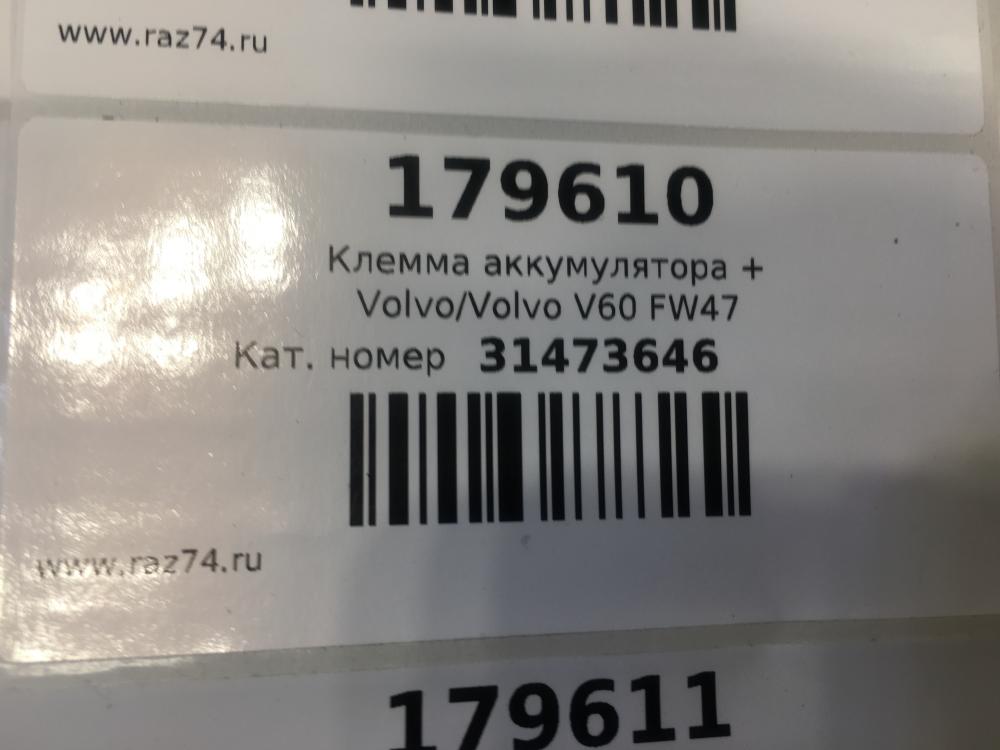 www.raz74.ru
179610
Клемма аккумулятора +
Volvo/Volvo V60 FW47
Кат. номер 31473646
www.raz74.ru
179611